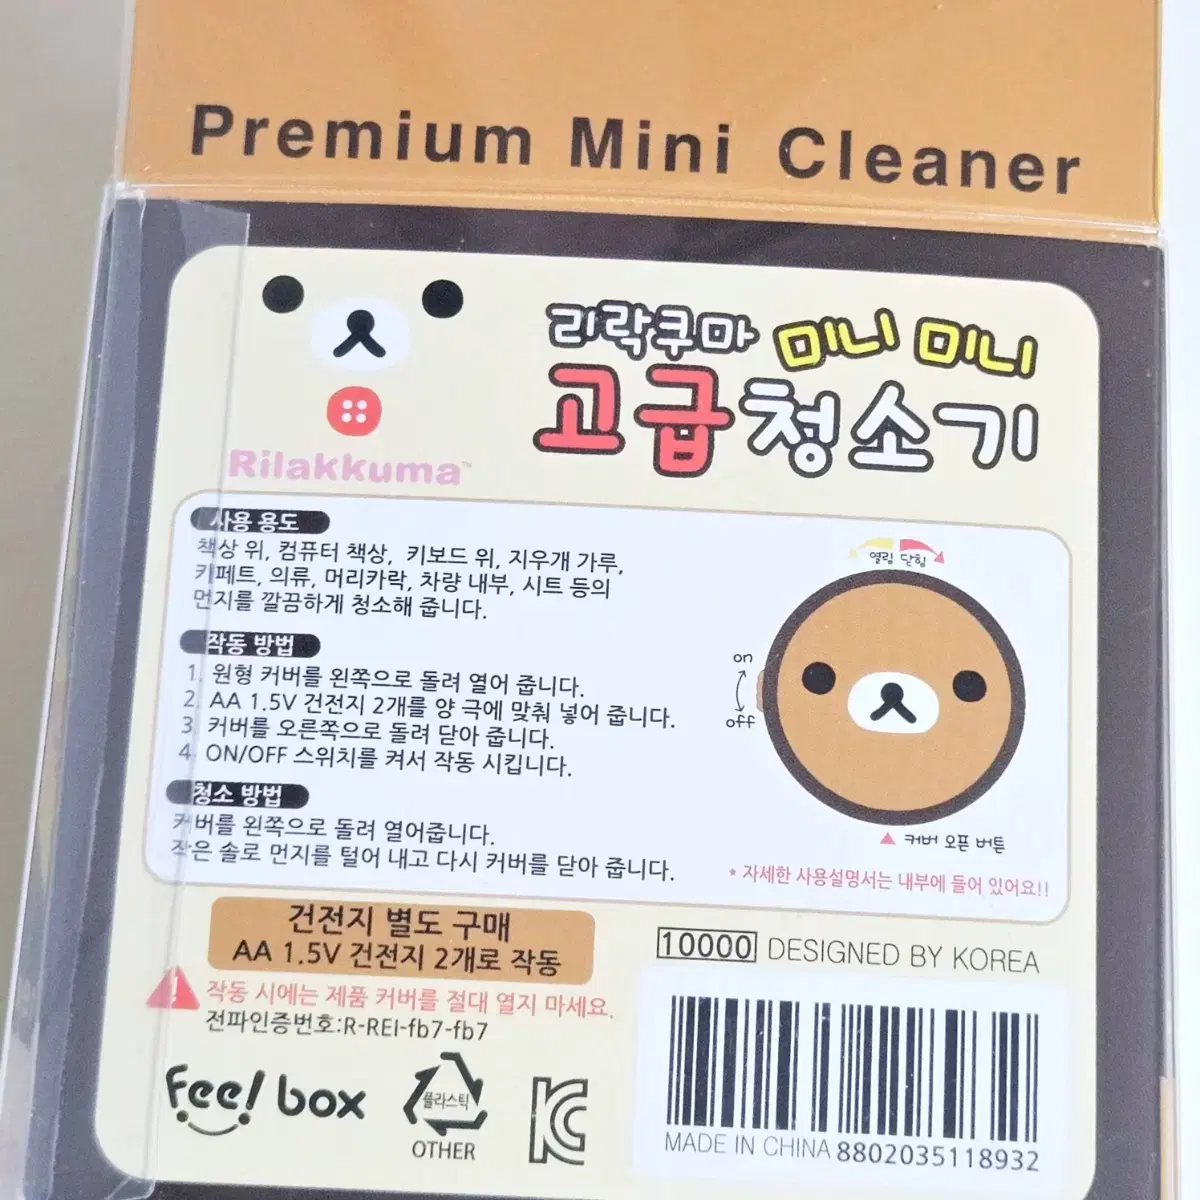 Premium Mini Cleaner
리락쿠마 미니 미니
고급 청소기
Rilakkuma™
사용 용도
책상 위, 컴퓨터 책상, 키보드 위, 지우개 가루,
카페트, 의류, 머리카락, 차량 내부, 시트 등의
먼지를 깔끔하게 청소해 줍니다.
작동 방법
1. 원형 커버를 왼쪽으로 돌려 열어 줍니다.
2. AA 1.5V 건전지 2개를 양 극에 맞춰 넣어 줍니다.
3. 커버를 오른쪽으로 돌려 닫아 줍니다.
4. ON/OFF 스위치를 켜서 작동 시킵니다.
청소 방법
커버를 왼쪽으로 돌려 열어줍니다.
작은 솔로 먼지를 털어 내고 다시 커버를 닫아 줍니다.
열림 닫힘
on
off
▲ 커버 오픈 버튼
* 자세한 사용설명서는 내부에 들어 있어요!!
건전지 별도 구매
AA 1.5V 건전지 2개로 작동
작동 시에는 제품 커버를 절대 열지 마세요.
전파인증번호:R-REI-fb7-fb7
Feel box
플라스틱
OTHER
10000 DESIGNED BY KOREA
MADE IN CHINA 8802035118932